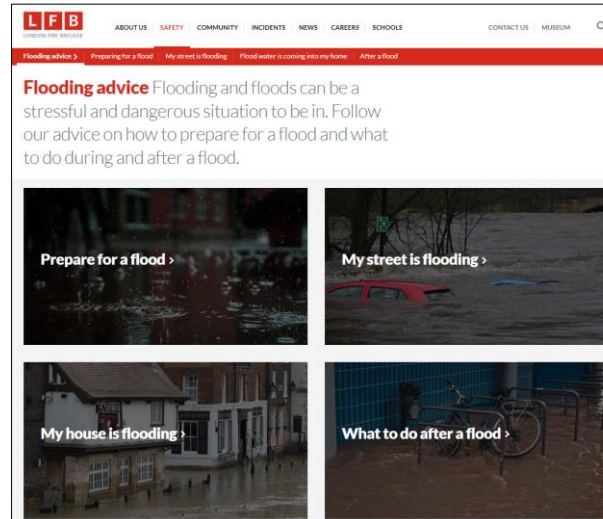 LFB
LONDON FIRE BRIGADE
ABOUT US SAFETY COMMUNITY INCIDENTS NEWS CAREERS SCHOOLS CONTACT US MUSEUM
Flooding advice > Preparing for a flood My street is flooding Flood water is coming into my home After a flood
Flooding advice Flooding and floods can be a
stressful and dangerous situation to be in. Follow
our advice on how to prepare for a flood and what
to do during and after a flood.
Prepare for a flood > My street is flooding >
My house is flooding > What to do after a flood >